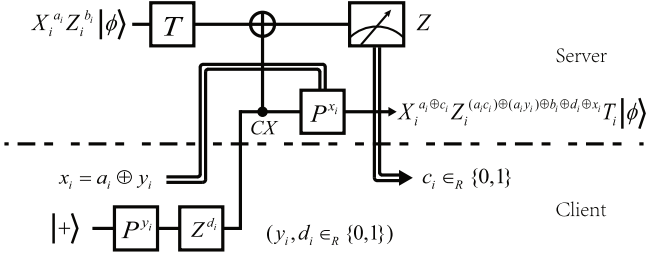 X_i^{a_i} Z_i^{b_i} |ϕ⟩ T Z
Server
P^{x_i} X_i^{a_i⊕c_i} Z_i^{(a_i c_i)⊕(a_i y_i)⊕b_i⊕d_i⊕x_i} T_i |ϕ⟩
CX
x_i = a_i ⊕ y_i c_i ∈_R {0,1}
Client
|+⟩ P^{y_i} Z^{d_i} (y_i, d_i ∈_R {0,1})